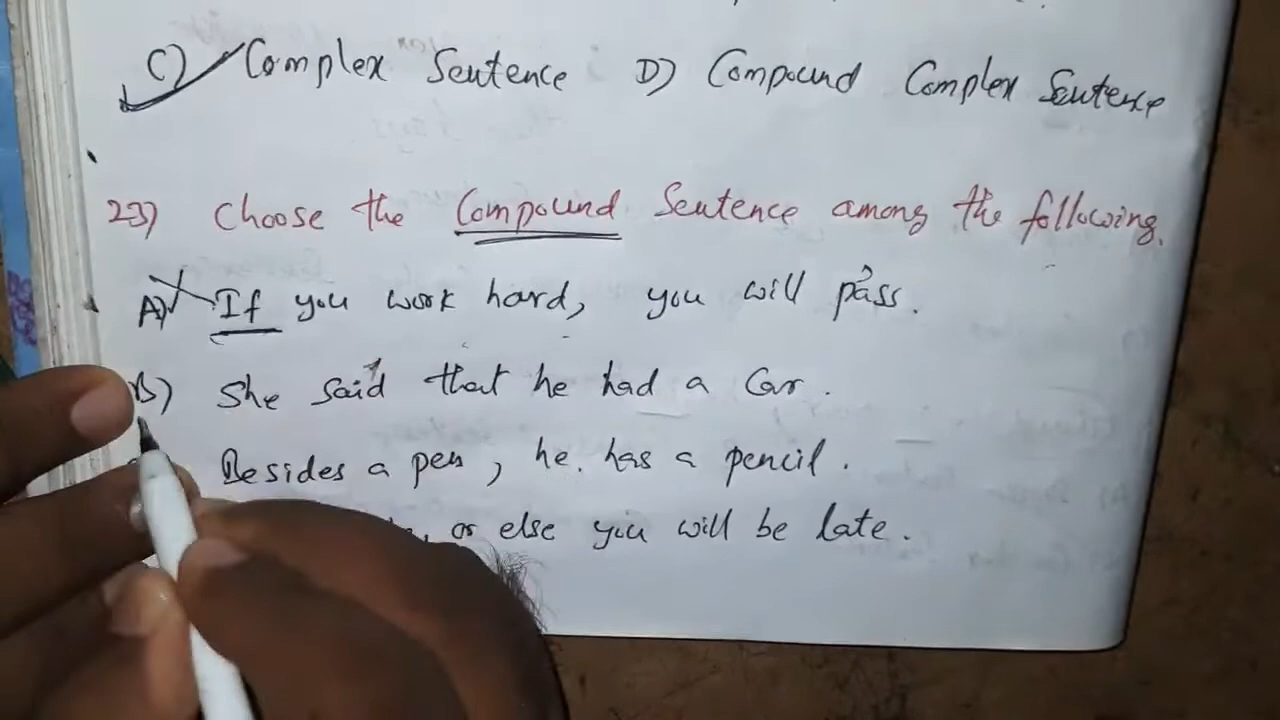 C) Complex Sentence D) Compound Complex Sentence
23) Choose the Compound Sentence among the following.
A) If you work hard, you will pass.
B) She said that he had a Car.
Besides a pen, he has a pencil.
, or else you will be late.